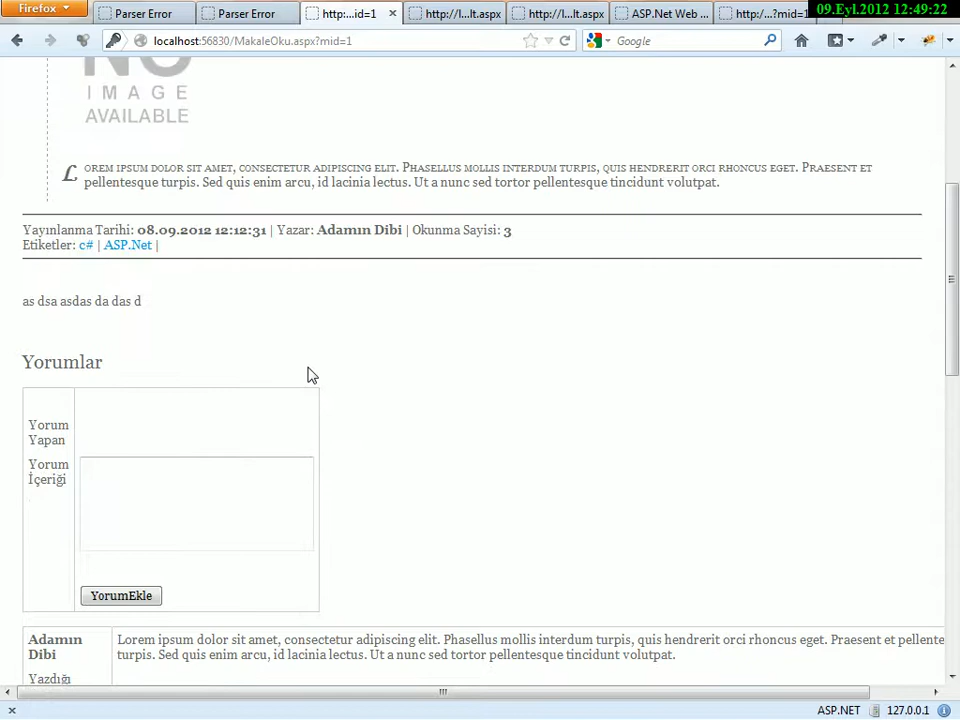 Firefox
Parser Error
Parser Error
http:...id=1
http://l...lt.aspx
http://l...lt.aspx
ASP.Net Web ...
http:/...?mid=1
09.Eyl.2012 12:49:22
localhost:56830/MakaleOku.aspx?mid=1
Google
NO
IMAGE
AVAILABLE
Lorem ipsum dolor sit amet, consectetur adipiscing elit. Phasellus mollis interdum turpis, quis hendrerit orci rhoncus eget. Praesent et
pellentesque turpis. Sed quis enim arcu, id lacinia lectus. Ut a nunc sed tortor pellentesque tincidunt volutpat.
Yayınlanma Tarihi: 08.09.2012 12:12:31 | Yazar: Adamın Dibi | Okunma Sayisi: 3
Etiketler: c# | ASP.Net |
as dsa asdas da das d
Yorumlar
Yorum
Yapan
Yorum
İçeriği
YorumEkle
Adamın
Dibi
Lorem ipsum dolor sit amet, consectetur adipiscing elit. Phasellus mollis interdum turpis, quis hendrerit orci rhoncus eget. Praesent et pellente
turpis. Sed quis enim arcu, id lacinia lectus. Ut a nunc sed tortor pellentesque tincidunt volutpat.
Yazdığı
ASP.NET
127.0.0.1